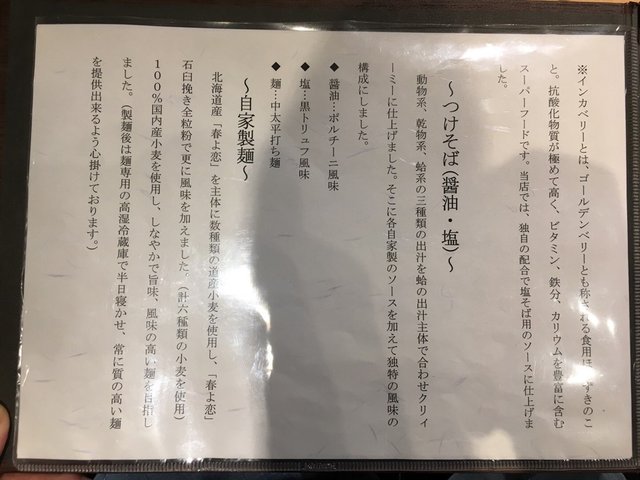 ※インカベリーとは、ゴールデンベリーとも称される食用ほおずきのこ
と。抗酸化物質が極めて高く、ビタミン、鉄分、カリウムを豊富に含む
スーパーフードです。当店では、独自の配合で塩そば用のソースに仕上げま
した。
～つけそば(醤油・塩)～
動物系、乾物系、蛤系の三種類の出汁を蛤の出汁主体で合わせクリィ
ーミーに仕上げました。そこに各自家製のソースを加えて独特の風味の
構成にしました。
◆ 醤油…ポルチーニ風味
◆ 塩…黒トリュフ風味
◆ 麺…中太平打ち麺
～自家製麺～
北海道産「春よ恋」を主体に数種類の道産小麦を使用し、「春よ恋」
石臼挽き全粒粉で更に風味を加えました。(計六種類の小麦を使用)
100%国内産小麦を使用し、しなやかで旨味、風味の高い麺を目指し
ました。(製麺後は麺専用の高湿冷蔵庫で半日寝かせ、常に質の高い麺
を提供出来るよう心掛けております。)